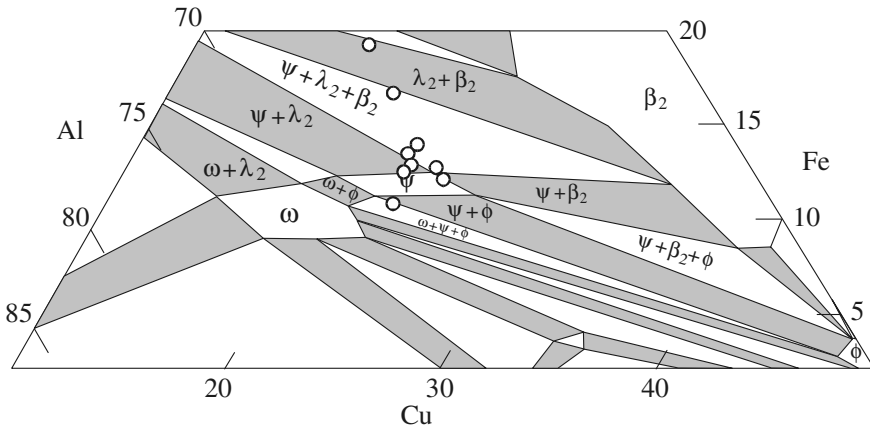 70
20
ψ+λ₂+β₂
λ₂+β₂
β₂
75
ψ+λ₂
15
Al
Fe
ω+λ₂
ω+ϕ
ψ
ψ+β₂
80
ω
ψ+ϕ
10
ω+ψ+ϕ
ψ+β₂+ϕ
85
5
ϕ
20
30
40
Cu